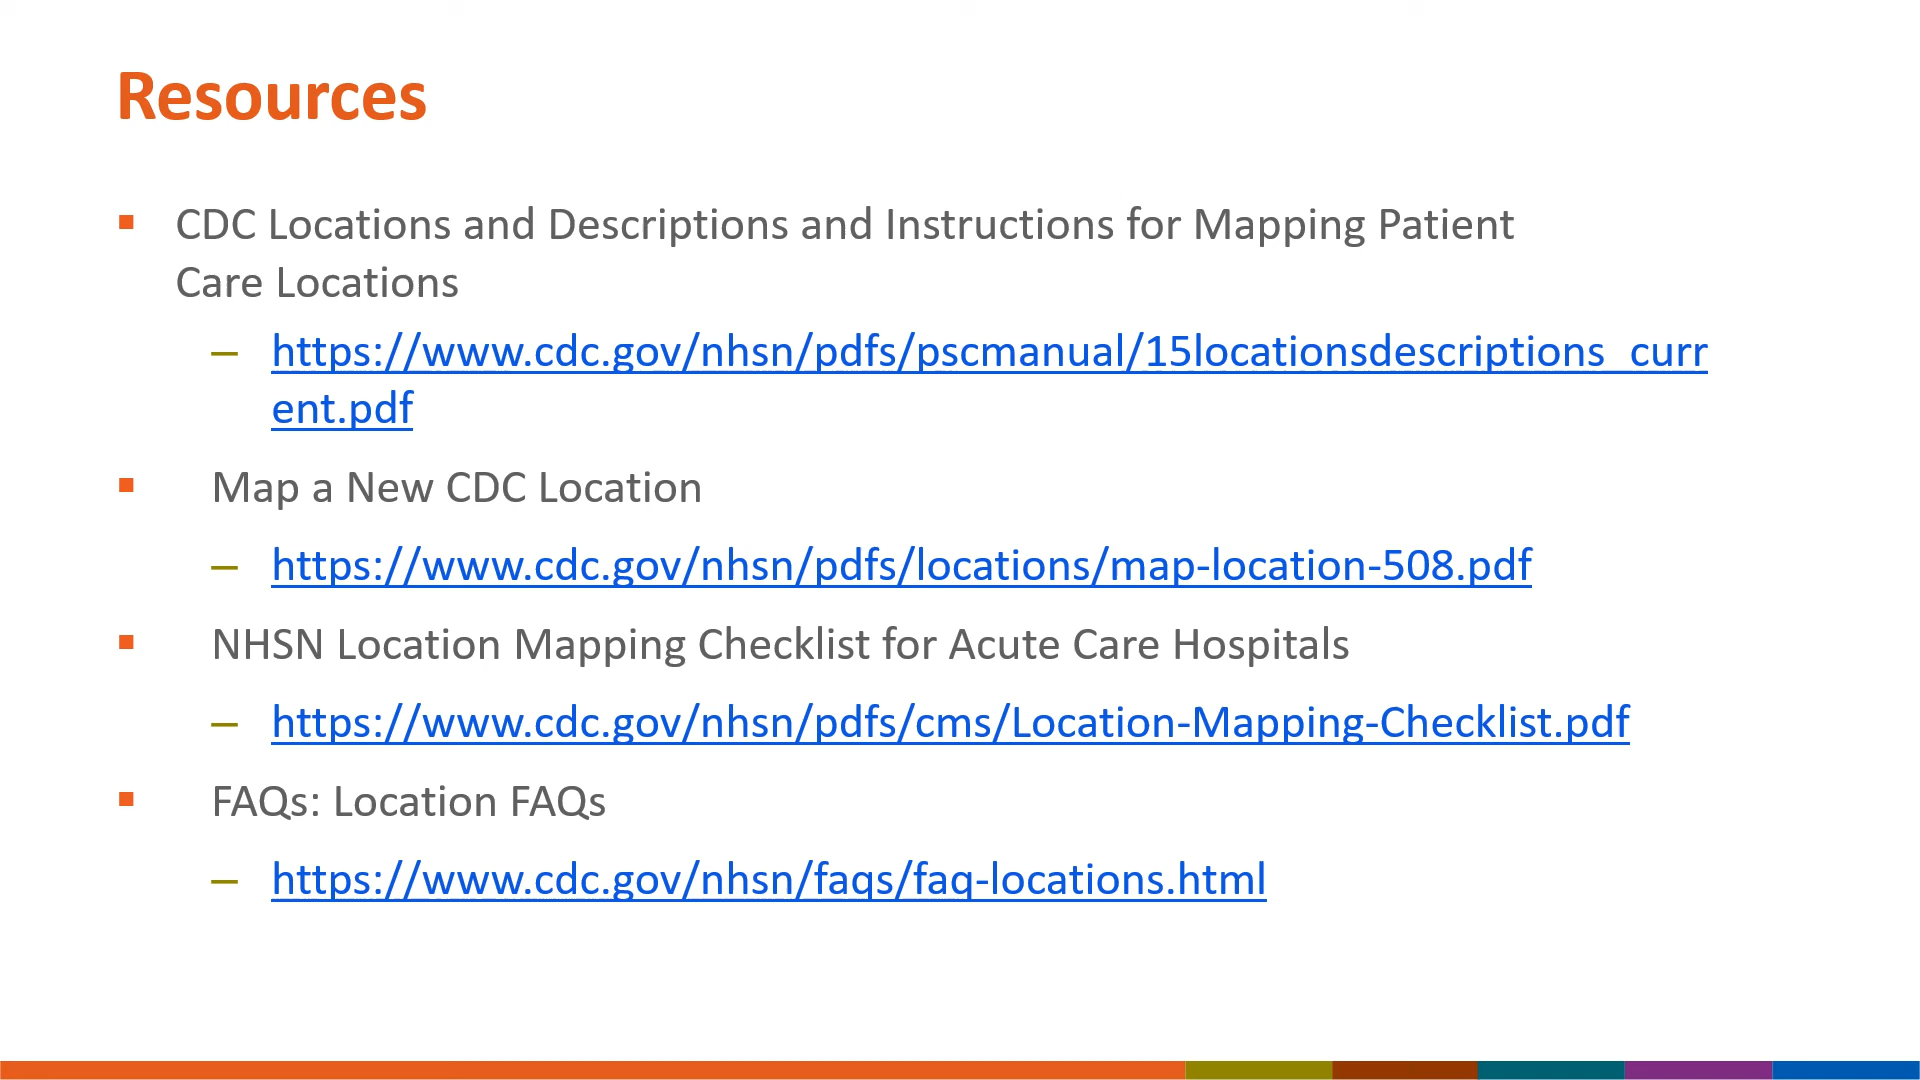 Resources
▪ CDC Locations and Descriptions and Instructions for Mapping Patient
Care Locations
– https://www.cdc.gov/nhsn/pdfs/pscmanual/15locationsdescriptions_curr
ent.pdf
▪ Map a New CDC Location
– https://www.cdc.gov/nhsn/pdfs/locations/map-location-508.pdf
▪ NHSN Location Mapping Checklist for Acute Care Hospitals
– https://www.cdc.gov/nhsn/pdfs/cms/Location-Mapping-Checklist.pdf
▪ FAQs: Location FAQs
– https://www.cdc.gov/nhsn/faqs/faq-locations.html